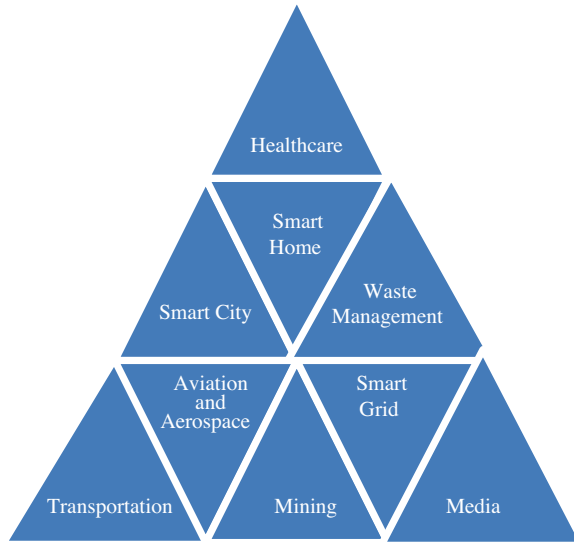 Healthcare
Smart
Home
Smart City
Waste
Management
Aviation
and
Aerospace
Smart
Grid
Transportation
Mining
Media